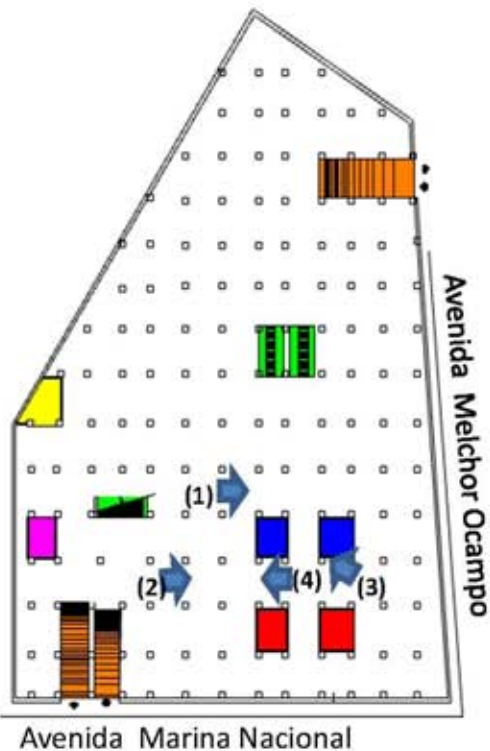 Avenida Melchor Ocampo
(1)
(2)
(4)
(3)
Avenida Marina Nacional